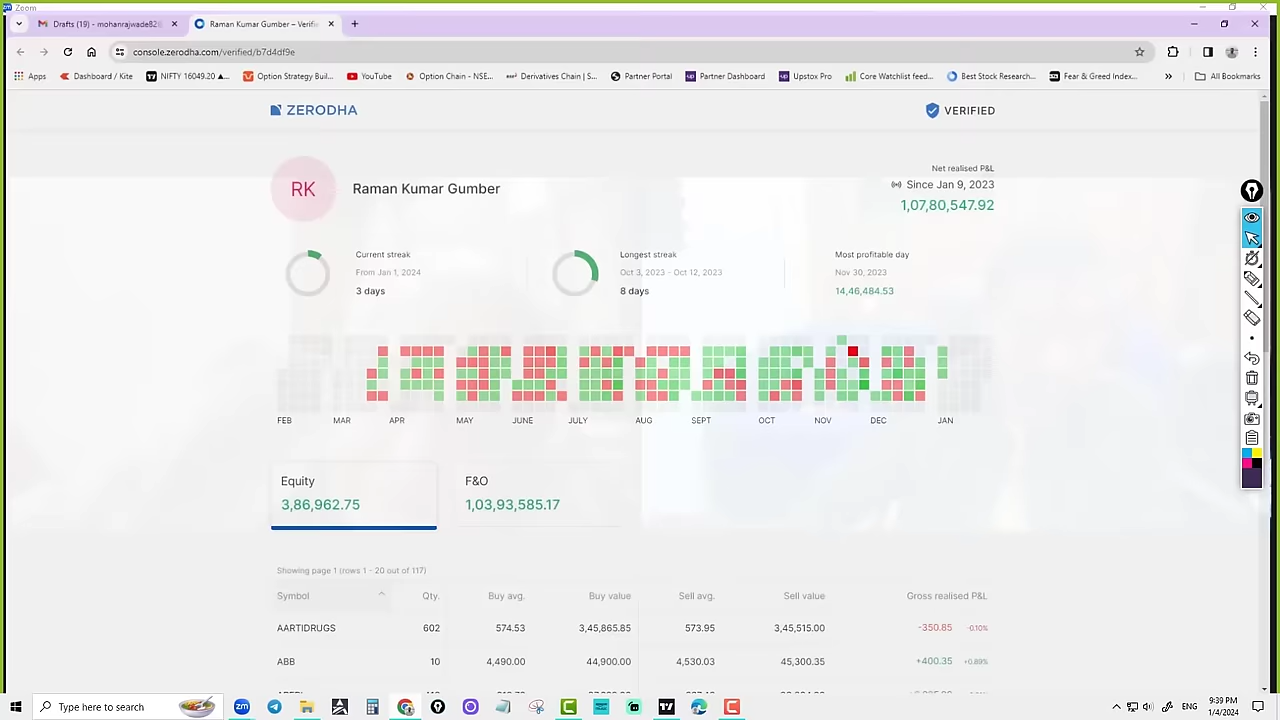 Zoom
Drafts (19) - mohanrajwade828
Raman Kumar Gumber – Verifie
console.zerodha.com/verified/b7d4df9e
Apps
Dashboard / Kite
NIFTY 16049.20 ▲...
Option Strategy Buil...
YouTube
Option Chain - NSE...
Derivatives Chain | S...
Partner Portal
Partner Dashboard
Upstox Pro
Core Watchlist feed...
Best Stock Research...
Fear & Greed Index...
»
All Bookmarks
ZERODHA
VERIFIED
RK
Raman Kumar Gumber
Net realised P&L
Since Jan 9, 2023
1,07,80,547.92
Current streak
From Jan 1, 2024
3 days
Longest streak
Oct 3, 2023 - Oct 12, 2023
8 days
Most profitable day
Nov 30, 2023
14,46,484.53
FEB MAR APR MAY JUNE JULY AUG SEPT OCT NOV DEC JAN
Equity
3,86,962.75
F&O
1,03,93,585.17
Showing page 1 (rows 1 - 20 out of 117)
Symbol Qty. Buy avg. Buy value Sell avg. Sell value Gross realised P&L
AARTIDRUGS 602 574.53 3,45,865.85 573.95 3,45,515.00 -350.85 -0.10%
ABB 10 4,490.00 44,900.00 4,530.03 45,300.35 +400.35 +0.89%
Type here to search
zm
ENG
9:39 PM
1/4/2024